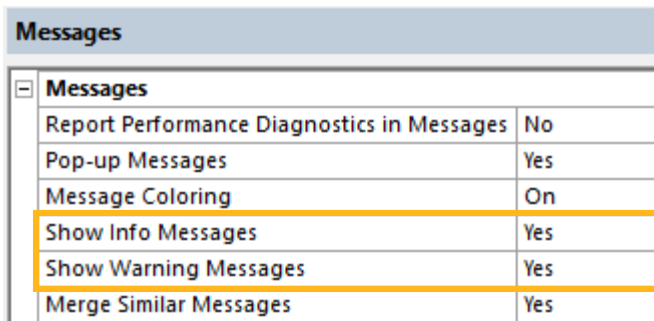 Messages
Messages
Report Performance Diagnostics in Messages No
Pop-up Messages Yes
Message Coloring On
Show Info Messages Yes
Show Warning Messages Yes
Merge Similar Messages Yes